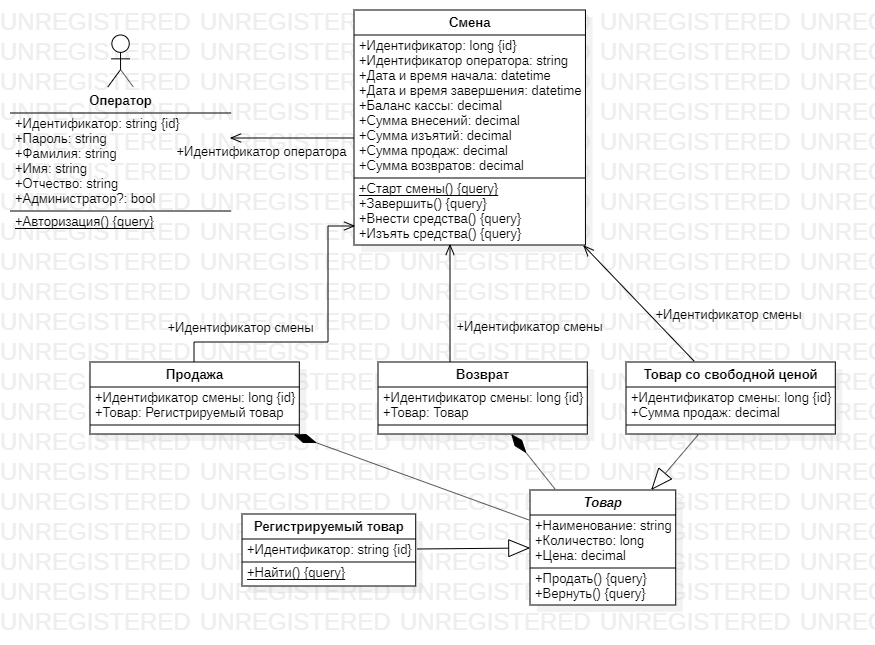 Оператор
+Идентификатор: string {id}
+Пароль: string
+Фамилия: string
+Имя: string
+Отчество: string
+Администратор?: bool
+Авторизация() {query}
Смена
+Идентификатор: long {id}
+Идентификатор оператора: string
+Дата и время начала: datetime
+Дата и время завершения: datetime
+Баланс кассы: decimal
+Сумма внесений: decimal
+Сумма изъятий: decimal
+Сумма продаж: decimal
+Сумма возвратов: decimal
+Старт смены() {query}
+Завершить() {query}
+Внести средства() {query}
+Изъять средства() {query}
+Идентификатор оператора
+Идентификатор смены
+Идентификатор смены
+Идентификатор смены
Продажа
+Идентификатор смены: long {id}
+Товар: Регистрируемый товар
Возврат
+Идентификатор смены: long {id}
+Товар: Товар
Товар со свободной ценой
+Идентификатор смены: long {id}
+Сумма продаж: decimal
Регистрируемый товар
+Идентификатор: string {id}
+Найти() {query}
Товар
+Наименование: string
+Количество: long
+Цена: decimal
+Продать() {query}
+Вернуть() {query}
UNREGISTERED